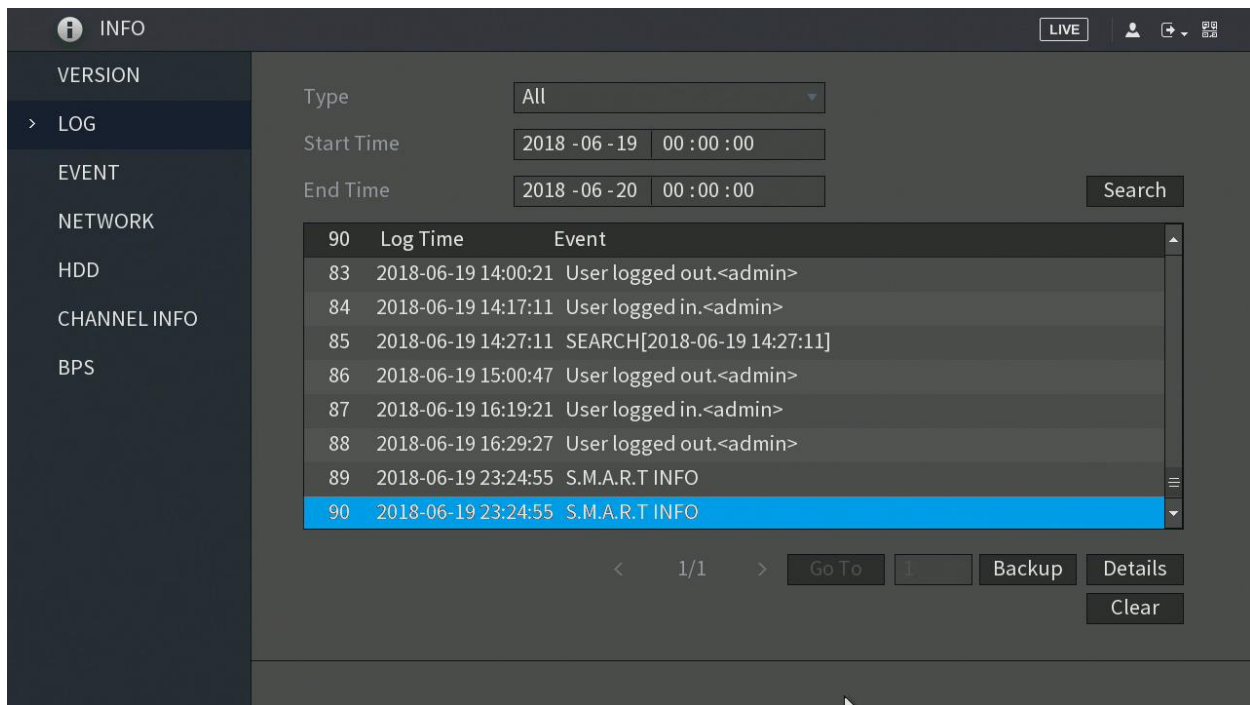 INFO LIVE
VERSION
LOG
EVENT
NETWORK
HDD
CHANNEL INFO
BPS
Type All
Start Time 2018 - 06 - 19 00 : 00 : 00
End Time 2018 - 06 - 20 00 : 00 : 00
Search
90 Log Time Event
83 2018-06-19 14:00:21 User logged out.<admin>
84 2018-06-19 14:17:11 User logged in.<admin>
85 2018-06-19 14:27:11 SEARCH[2018-06-19 14:27:11]
86 2018-06-19 15:00:47 User logged out.<admin>
87 2018-06-19 16:19:21 User logged in.<admin>
88 2018-06-19 16:29:27 User logged out.<admin>
89 2018-06-19 23:24:55 S.M.A.R.T INFO
90 2018-06-19 23:24:55 S.M.A.R.T INFO
< 1/1 > Go To 1 Backup Details
Clear